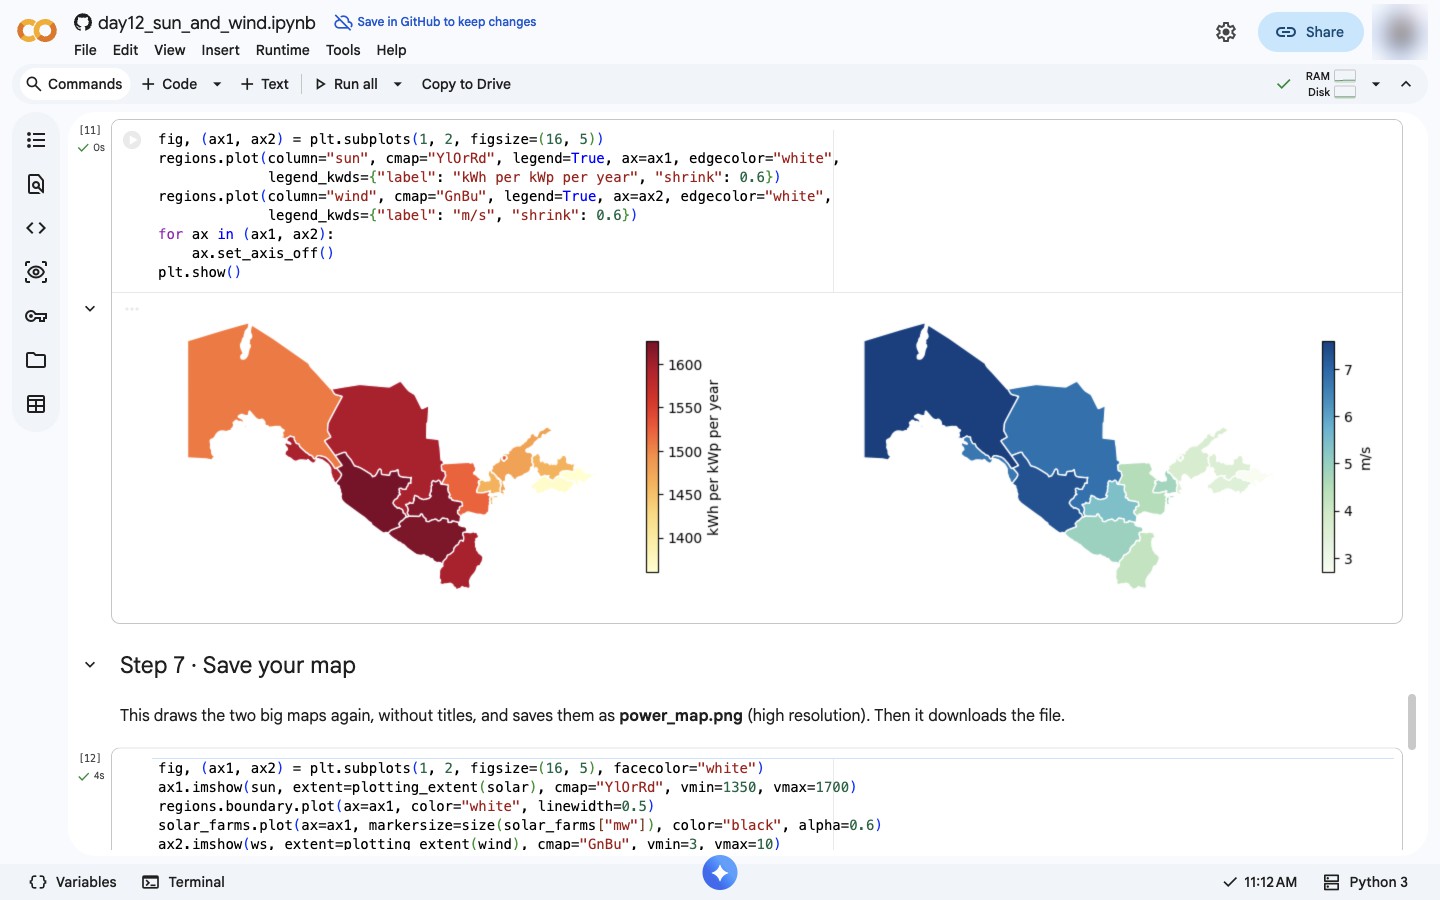 day12_sun_and_wind.ipynb
Save in GitHub to keep changes
File Edit View Insert Runtime Tools Help
Share
Commands + Code + Text Run all Copy to Drive
RAM
Disk
[11]
0s
fig, (ax1, ax2) = plt.subplots(1, 2, figsize=(16, 5))
regions.plot(column="sun", cmap="YlOrRd", legend=True, ax=ax1, edgecolor="white",
legend_kwds={"label": "kWh per kWp per year", "shrink": 0.6})
regions.plot(column="wind", cmap="GnBu", legend=True, ax=ax2, edgecolor="white",
legend_kwds={"label": "m/s", "shrink": 0.6})
for ax in (ax1, ax2):
ax.set_axis_off()
plt.show()
1600
1550
1500
1450
1400
kWh per kWp per year
7
6
5
4
3
m/s
Step 7 · Save your map
This draws the two big maps again, without titles, and saves them as power_map.png (high resolution). Then it downloads the file.
[12]
4s
fig, (ax1, ax2) = plt.subplots(1, 2, figsize=(16, 5), facecolor="white")
ax1.imshow(sun, extent=plotting_extent(solar), cmap="YlOrRd", vmin=1350, vmax=1700)
regions.boundary.plot(ax=ax1, color="white", linewidth=0.5)
solar_farms.plot(ax=ax1, markersize=size(solar_farms["mw"]), color="black", alpha=0.6)
ax2.imshow(ws, extent=plotting_extent(wind), cmap="GnBu", vmin=3, vmax=10)
Variables Terminal
11:12 AM Python 3